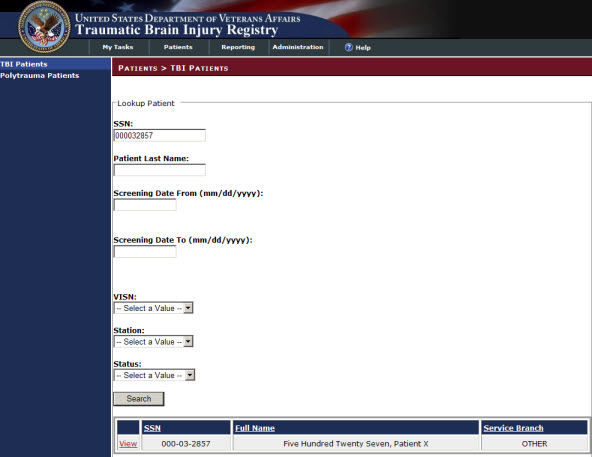 United States Department of Veterans Affairs
Traumatic Brain Injury Registry
My Tasks Patients Reporting Administration Help
TBI Patients
Polytrauma Patients
Patients > TBI Patients
Lookup Patient
SSN:
000032857
Patient Last Name:
Screening Date From (mm/dd/yyyy):
Screening Date To (mm/dd/yyyy):
VISN:
-- Select a Value --
Station:
-- Select a Value --
Status:
-- Select a Value --
Search
SSN Full Name Service Branch
View 000-03-2857 Five Hundred Twenty Seven, Patient X OTHER